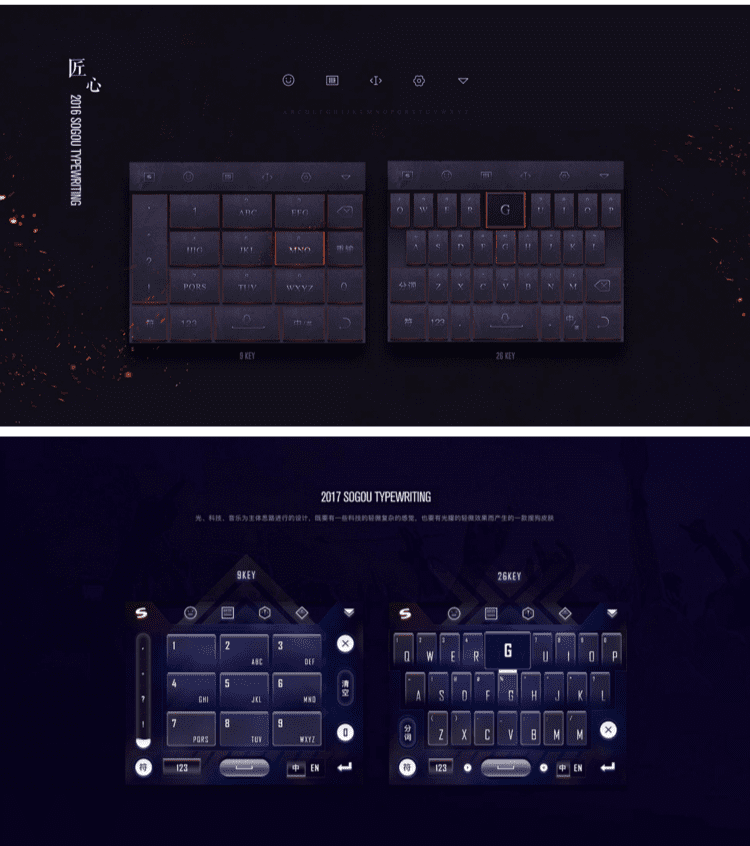 匠心
2016 SOGOU TYPEWRITING
1 ABC EFG
HIG JKL MNO 重输
?
!
PQRS TUV WXYZ 0
符 123 中/英
9 KEY
Q W E R G U I O P
A S D F G H J K L
分词 Z X C V B N M
符 123 , . 中/英
26 KEY
2017 SOGOU TYPEWRITING
光、科技、音乐为主体思路进行的设计，既要有一些科技的轻微复杂的感觉，也要有光耀的轻微效果而产生的一款搜狗皮肤
9KEY
S
1 2 ABC 3 DEF
4 GHI 5 JKL 6 MNO 清空
?
!
7 PQRS 8 TUV 9 WXYZ 0
符 123 中 EN
26KEY
S
Q W E R G U I O P
A S D F G H J K L
分词 Z X C V B M M
符 123 中 EN